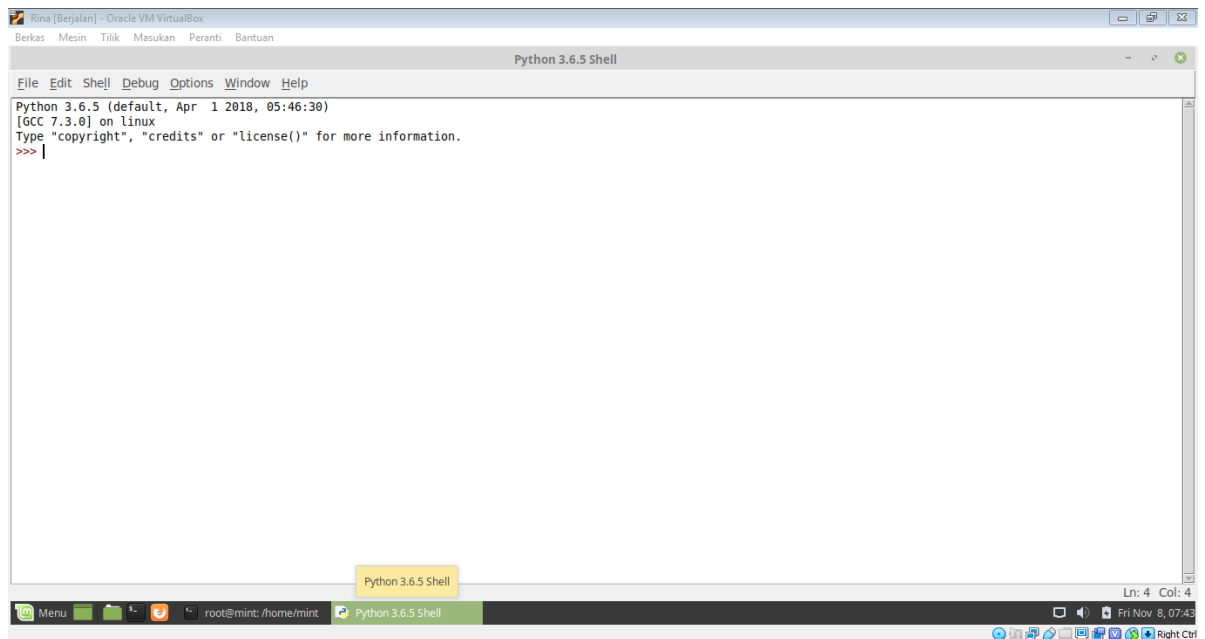 Rina [Berjalan] - Oracle VM VirtualBox
Berkas Mesin Tilik Masukan Peranti Bantuan
Python 3.6.5 Shell
File Edit Shell Debug Options Window Help
Python 3.6.5 (default, Apr  1 2018, 05:46:30)
[GCC 7.3.0] on linux
Type "copyright", "credits" or "license()" for more information.
>>>
Python 3.6.5 Shell
Ln: 4 Col: 4
Menu root@mint: /home/mint Python 3.6.5 Shell Fri Nov 8, 07:43
Right Ctrl